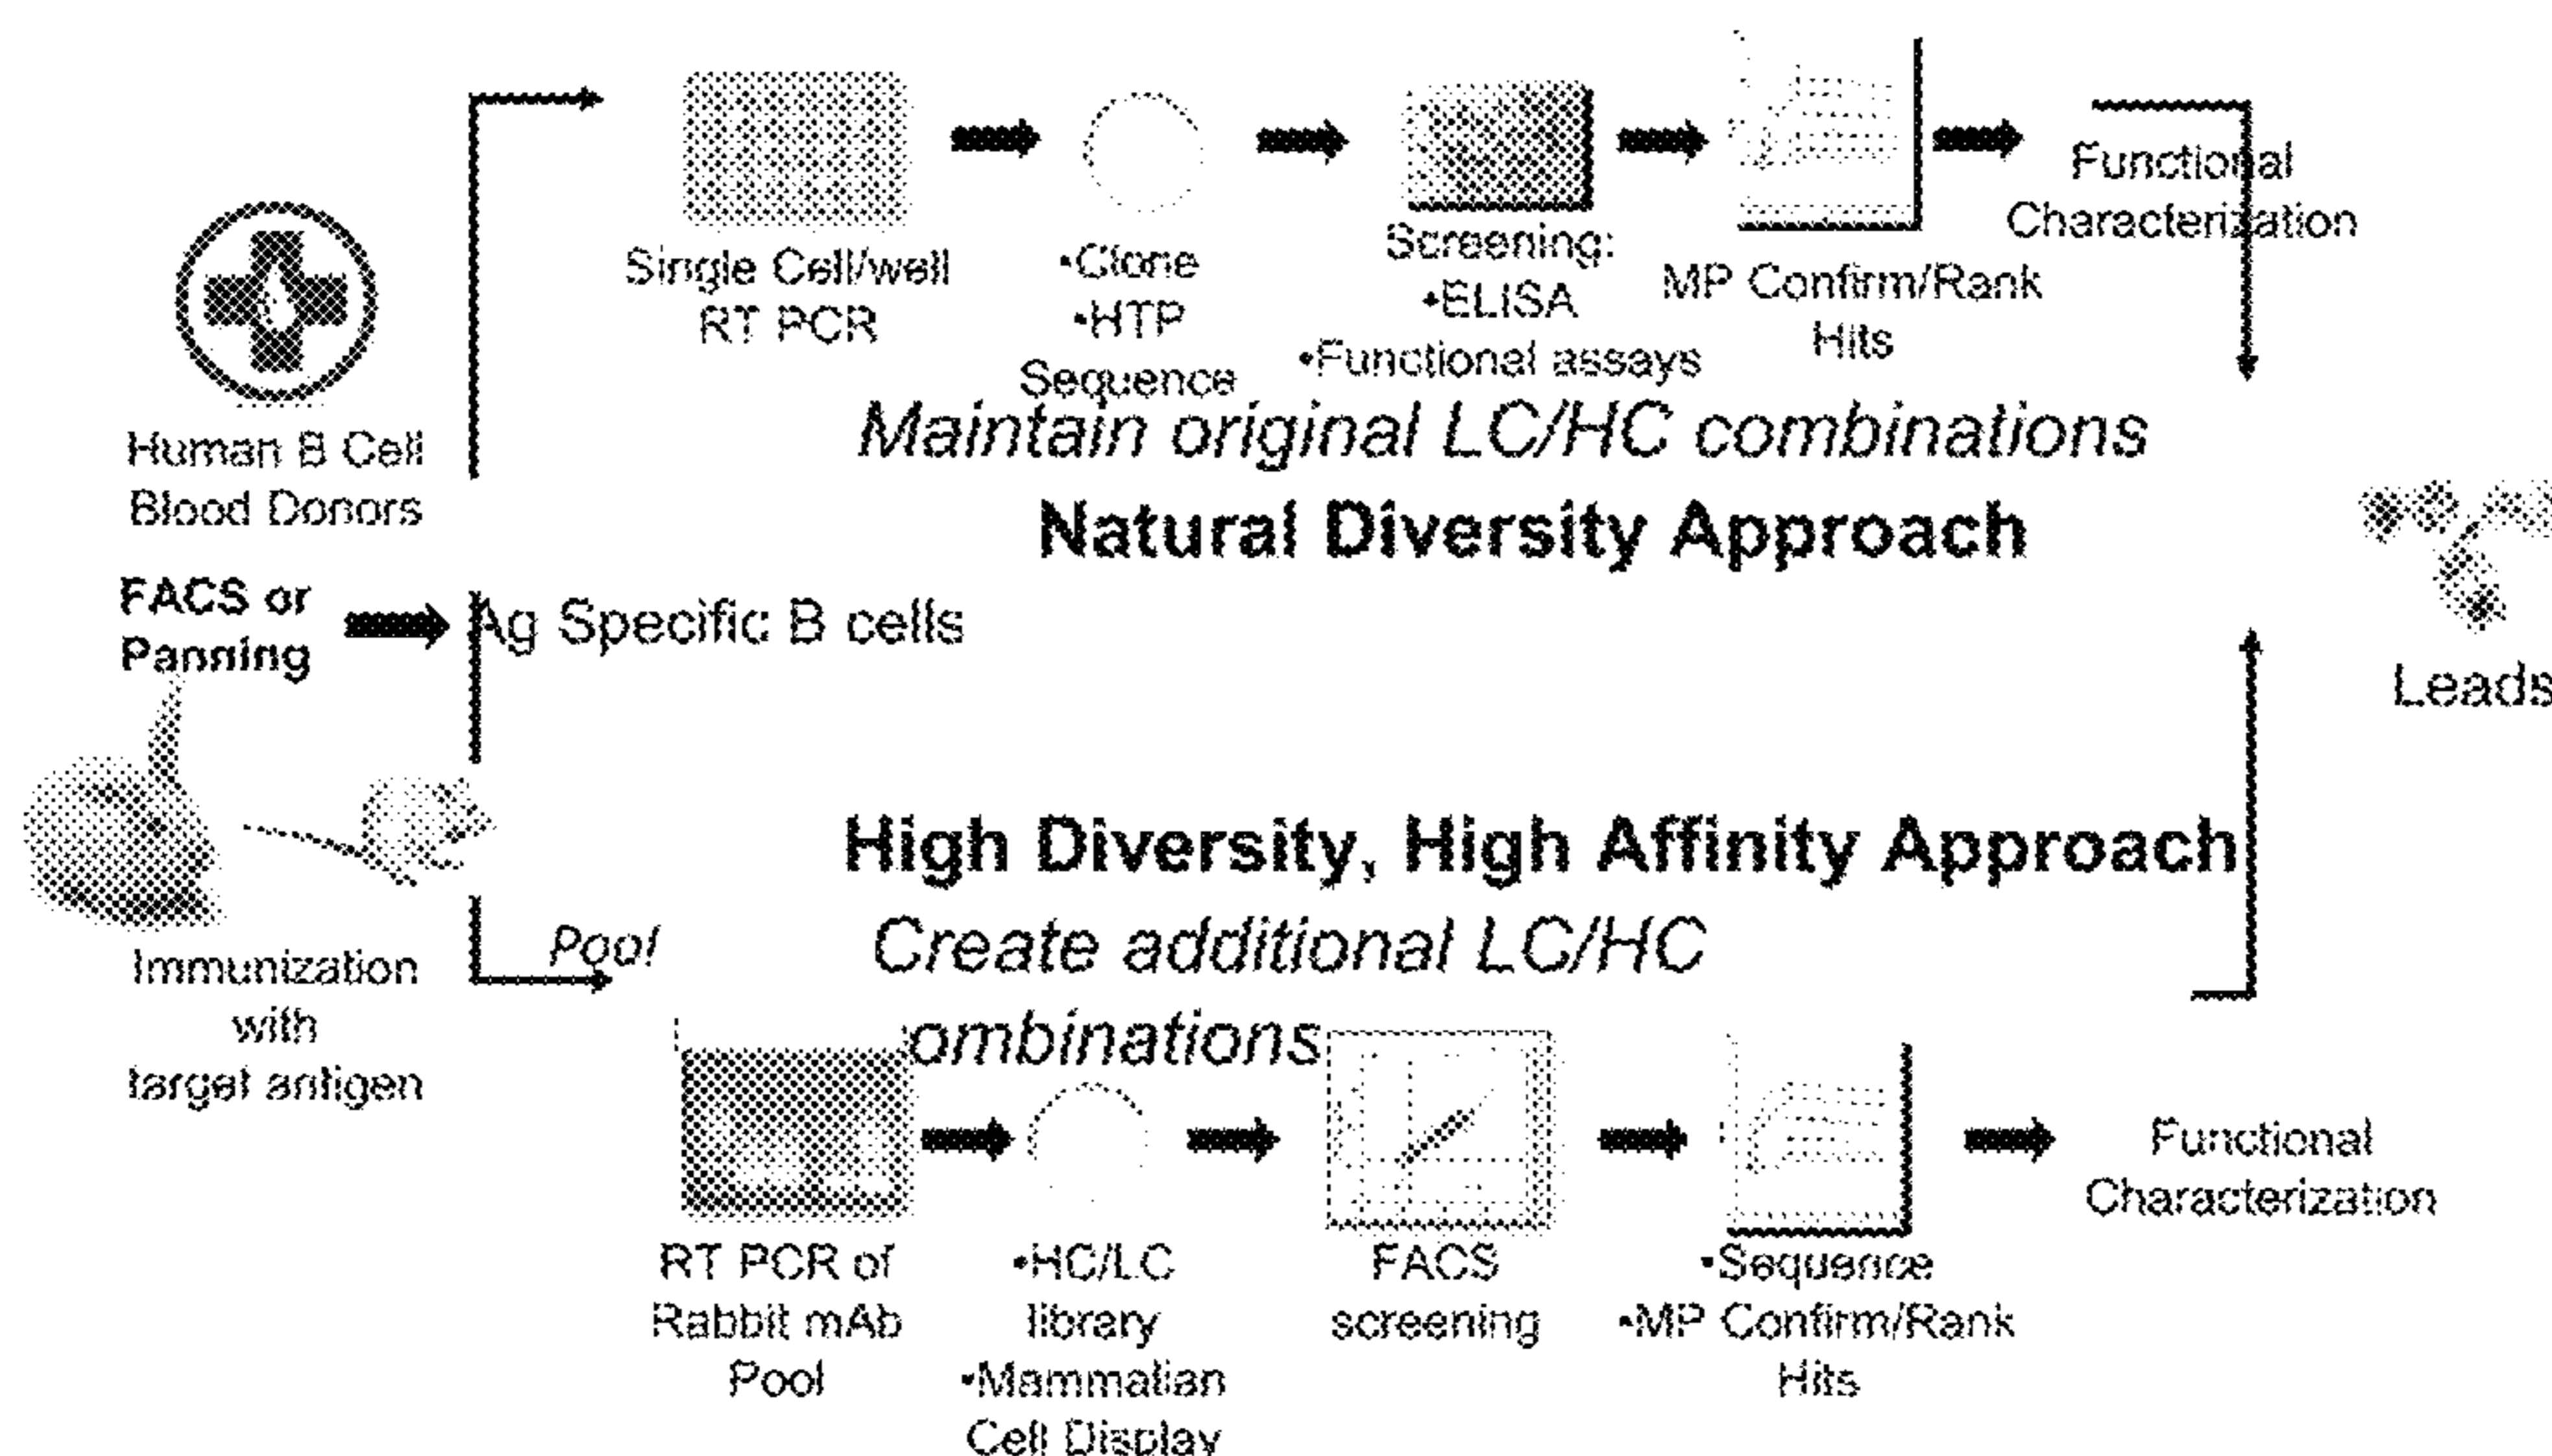 Human B Cell
Blood Donors
FACS or
Panning
Ag Specific B cells
Immunization
with
target antigen
Single Cell/well
RT PCR
•Clone
•HTP
Sequence
Screening:
•ELISA
•Functional assays
MP Confirm/Rank
Hits
Functional
Characterization
Maintain original LC/HC combinations
Natural Diversity Approach
Leads
High Diversity, High Affinity Approach
Create additional LC/HC
ombinations
Pool
RT PCR of
Rabbit mAb
Pool
•HC/LC
library
•Mammalian
Cell Display
FACS
screening
•Sequence
•MP Confirm/Rank
Hits
Functional
Characterization